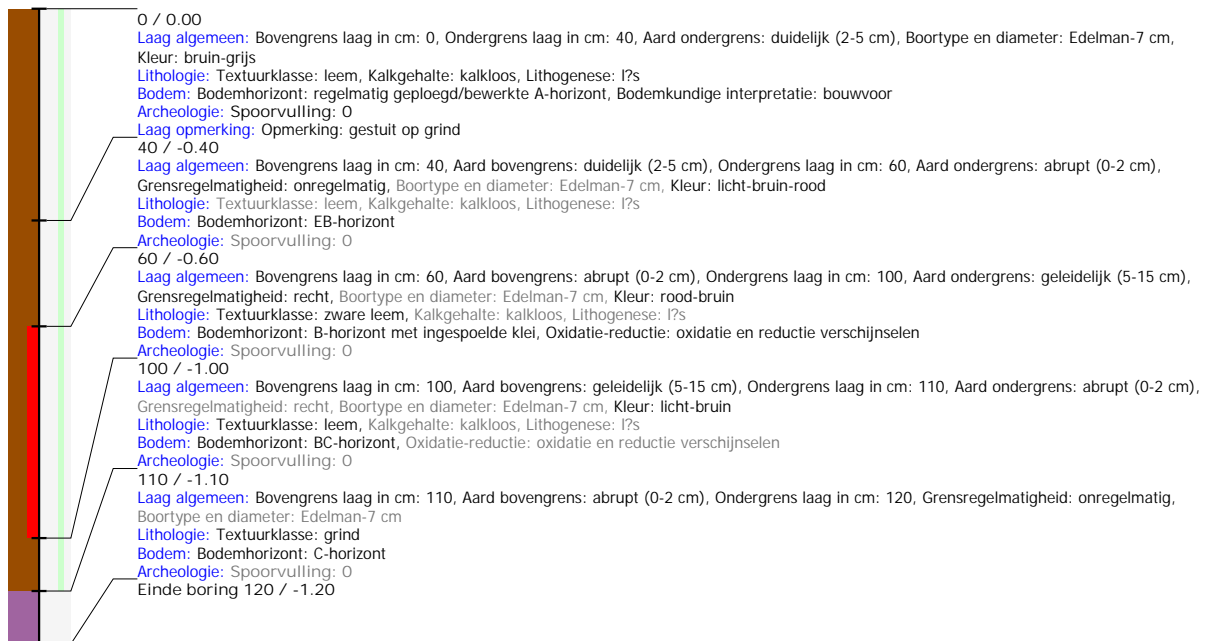 0 / 0.00
Laag algemeen: Bovengrens laag in cm: 0, Ondergrens laag in cm: 40, Aard ondergrens: duidelijk (2-5 cm), Boortype en diameter: Edelman-7 cm,
Kleur: bruin-grijs
Lithologie: Textuurklasse: leem, Kalkgehalte: kalkloos, Lithogenese: l?s
Bodem: Bodemhorizont: regelmatig geploegd/bewerkte A-horizont, Bodemkundige interpretatie: bouwvoor
Archeologie: Spoorvulling: 0
Laag opmerking: Opmerking: gestuit op grind
40 / -0.40
Laag algemeen: Bovengrens laag in cm: 40, Aard bovengrens: duidelijk (2-5 cm), Ondergrens laag in cm: 60, Aard ondergrens: abrupt (0-2 cm),
Grensregelmatigheid: onregelmatig, Boortype en diameter: Edelman-7 cm, Kleur: licht-bruin-rood
Lithologie: Textuurklasse: leem, Kalkgehalte: kalkloos, Lithogenese: l?s
Bodem: Bodemhorizont: EB-horizont
Archeologie: Spoorvulling: 0
60 / -0.60
Laag algemeen: Bovengrens laag in cm: 60, Aard bovengrens: abrupt (0-2 cm), Ondergrens laag in cm: 100, Aard ondergrens: geleidelijk (5-15 cm),
Grensregelmatigheid: recht, Boortype en diameter: Edelman-7 cm, Kleur: rood-bruin
Lithologie: Textuurklasse: zware leem, Kalkgehalte: kalkloos, Lithogenese: l?s
Bodem: Bodemhorizont: B-horizont met ingespoelde klei, Oxidatie-reductie: oxidatie en reductie verschijnselen
Archeologie: Spoorvulling: 0
100 / -1.00
Laag algemeen: Bovengrens laag in cm: 100, Aard bovengrens: geleidelijk (5-15 cm), Ondergrens laag in cm: 110, Aard ondergrens: abrupt (0-2 cm),
Grensregelmatigheid: recht, Boortype en diameter: Edelman-7 cm, Kleur: licht-bruin
Lithologie: Textuurklasse: leem, Kalkgehalte: kalkloos, Lithogenese: l?s
Bodem: Bodemhorizont: BC-horizont, Oxidatie-reductie: oxidatie en reductie verschijnselen
Archeologie: Spoorvulling: 0
110 / -1.10
Laag algemeen: Bovengrens laag in cm: 110, Aard bovengrens: abrupt (0-2 cm), Ondergrens laag in cm: 120, Grensregelmatigheid: onregelmatig,
Boortype en diameter: Edelman-7 cm
Lithologie: Textuurklasse: grind
Bodem: Bodemhorizont: C-horizont
Archeologie: Spoorvulling: 0
Einde boring 120 / -1.20